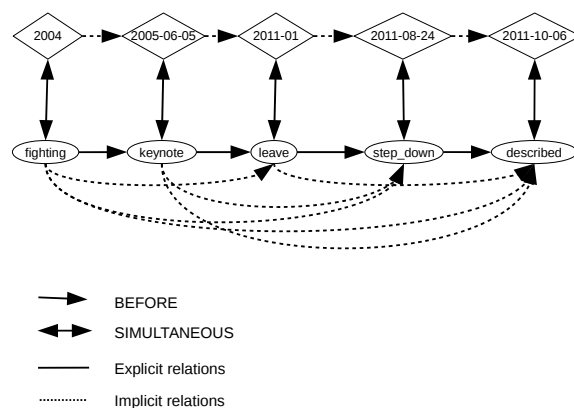 2004 2005-06-05 2011-01 2011-08-24 2011-10-06
fighting keynote leave step_down described
BEFORE
SIMULTANEOUS
Explicit relations
Implicit relations